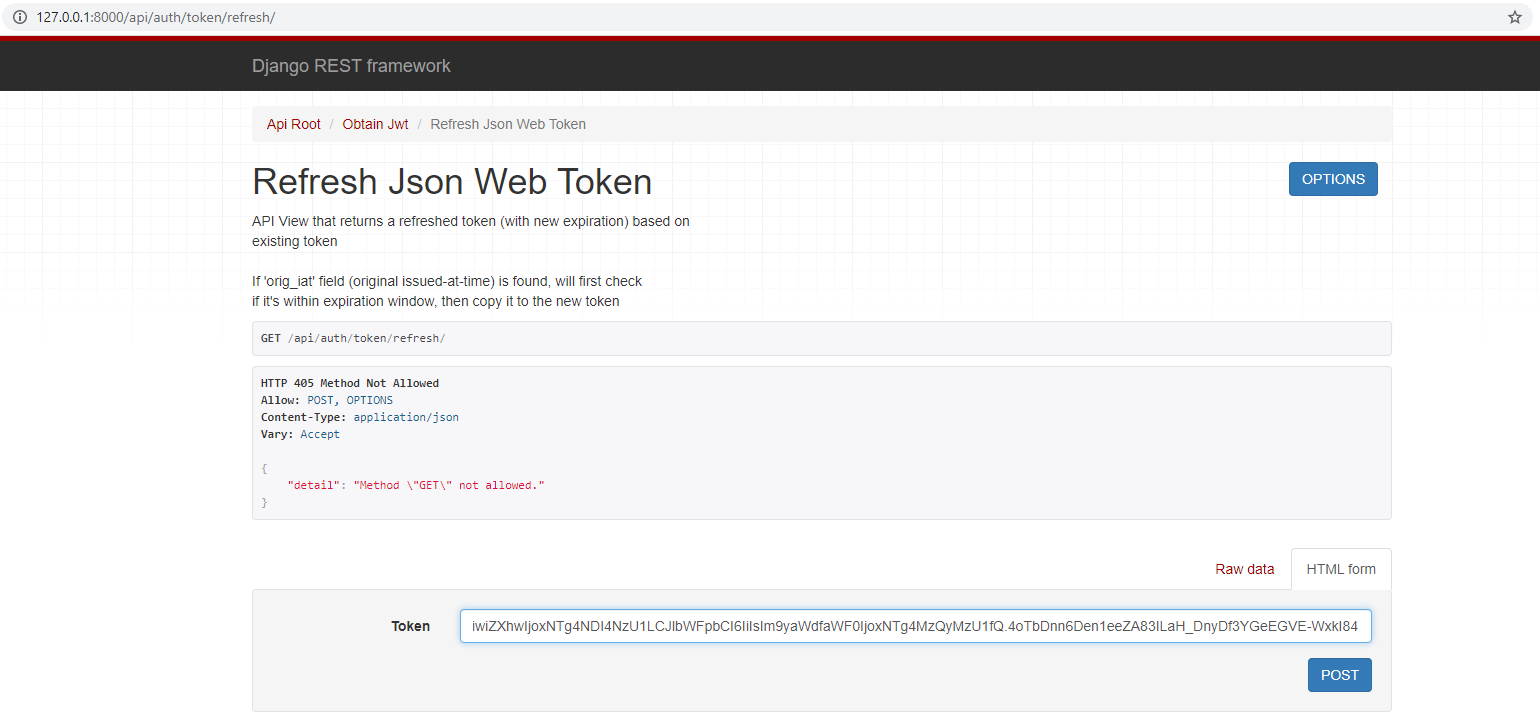 127.0.0.1:8000/api/auth/token/refresh/
Django REST framework
Api Root / Obtain Jwt / Refresh Json Web Token
Refresh Json Web Token
OPTIONS
API View that returns a refreshed token (with new expiration) based on
existing token
If 'orig_iat' field (original issued-at-time) is found, will first check
if it's within expiration window, then copy it to the new token
GET /api/auth/token/refresh/
HTTP 405 Method Not Allowed
Allow: POST, OPTIONS
Content-Type: application/json
Vary: Accept
{
"detail": "Method \"GET\" not allowed."
}
Raw data HTML form
Token iwiZXhwIjoxNTg4NDI4NzU1LCJlbWFpbCI6IiIsIm9yaWdfaWF0IjoxNTg4MzQyMzU1fQ.4oTbDnn6Den1eeZA83ILaH_DnyDf3YGeEGVE-WxkI84
POST